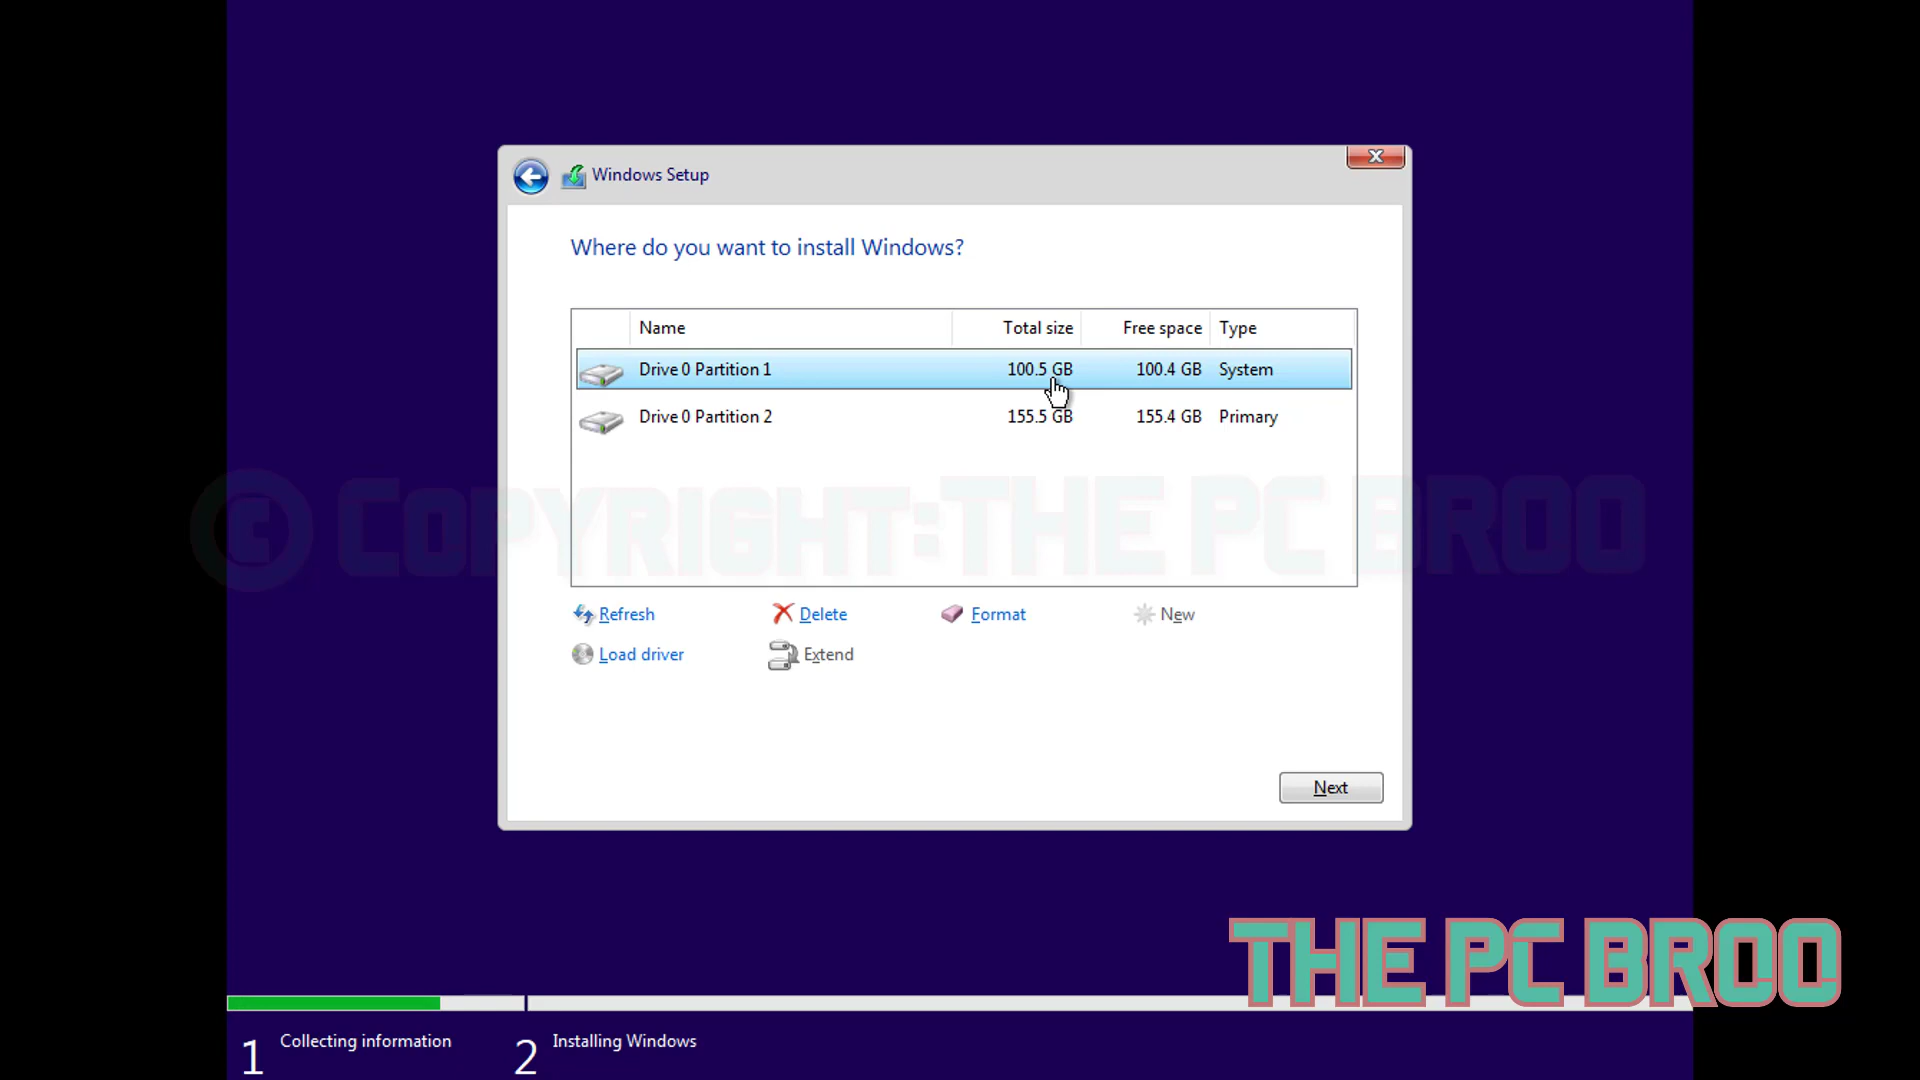 Windows Setup
Where do you want to install Windows?
Name Total size Free space Type
Drive 0 Partition 1 100.5 GB 100.4 GB System
Drive 0 Partition 2 155.5 GB 155.4 GB Primary
© COPYRIGHT:THE PC BROO
Refresh Delete Format New
Load driver Extend
Next
THE PC BROO
1 Collecting information 2 Installing Windows